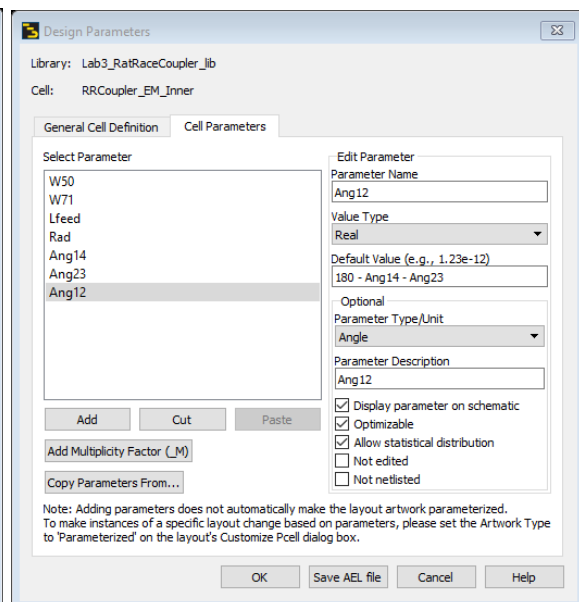 Design Parameters
Library: Lab3_RatRaceCoupler_lib
Cell: RRCoupler_EM_Inner
General Cell Definition
Cell Parameters
Select Parameter
W50
W71
Lfeed
Rad
Ang14
Ang23
Ang12
Add
Cut
Paste
Add Multiplicity Factor (_M)
Copy Parameters From...
Edit Parameter
Parameter Name
Ang12
Value Type
Real
Default Value (e.g., 1.23e-12)
180 - Ang14 - Ang23
Optional
Parameter Type/Unit
Angle
Parameter Description
Ang12
Display parameter on schematic
Optimizable
Allow statistical distribution
Not edited
Not netlisted
Note: Adding parameters does not automatically make the layout artwork parameterized.
To make instances of a specific layout change based on parameters, please set the Artwork Type
to 'Parameterized' on the layout's Customize Pcell dialog box.
OK
Save AEL file
Cancel
Help